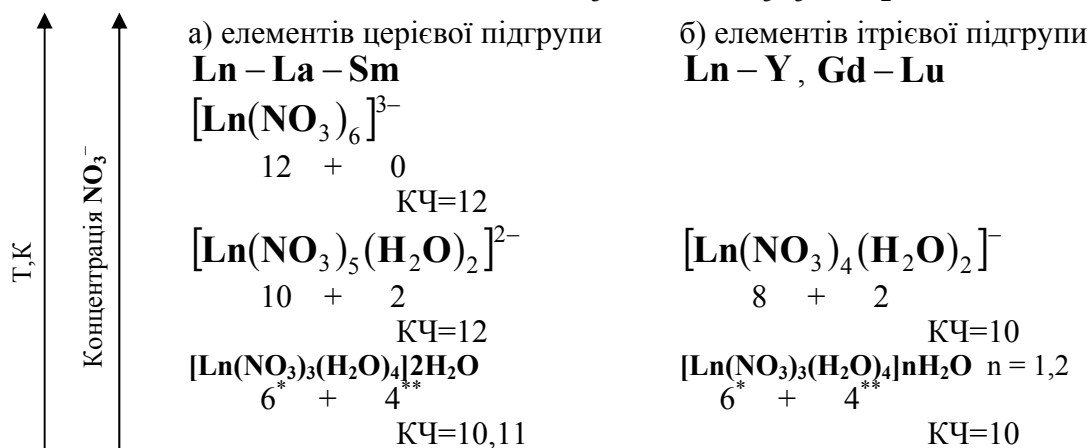 а) елементів церієвої підгрупи б) елементів ітрієвої підгрупи
Ln – La – Sm Ln – Y , Gd – Lu
[Ln(NO₃)₆]³⁻
12 + 0
КЧ=12
[Ln(NO₃)₅(H₂O)₂]²⁻ [Ln(NO₃)₄(H₂O)₂]⁻
10 + 2 8 + 2
КЧ=12 КЧ=10
[Ln(NO₃)₃(H₂O)₄]2H₂O [Ln(NO₃)₃(H₂O)₄]nH₂O n = 1,2
6* + 4** 6* + 4**
КЧ=10,11 КЧ=10
Т,К
Концентрація NO₃⁻